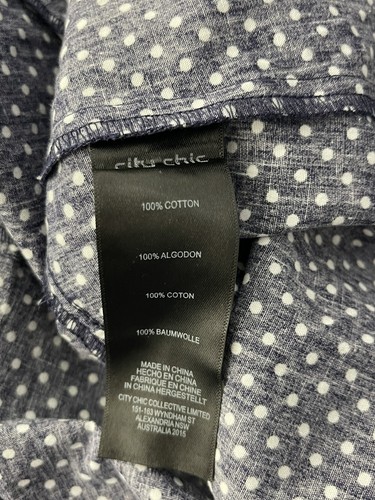 city chic
100% COTTON
100% ALGODON
100% COTON
100% BAUMWOLLE
MADE IN CHINA
HECHO EN CHINA
FABRIQUE EN CHINE
IN CHINA HERGESTELLT
CITY CHIC COLLECTIVE LIMITED
151-163 WYNDHAM ST
ALEXANDRIA NSW
AUSTRALIA 2015